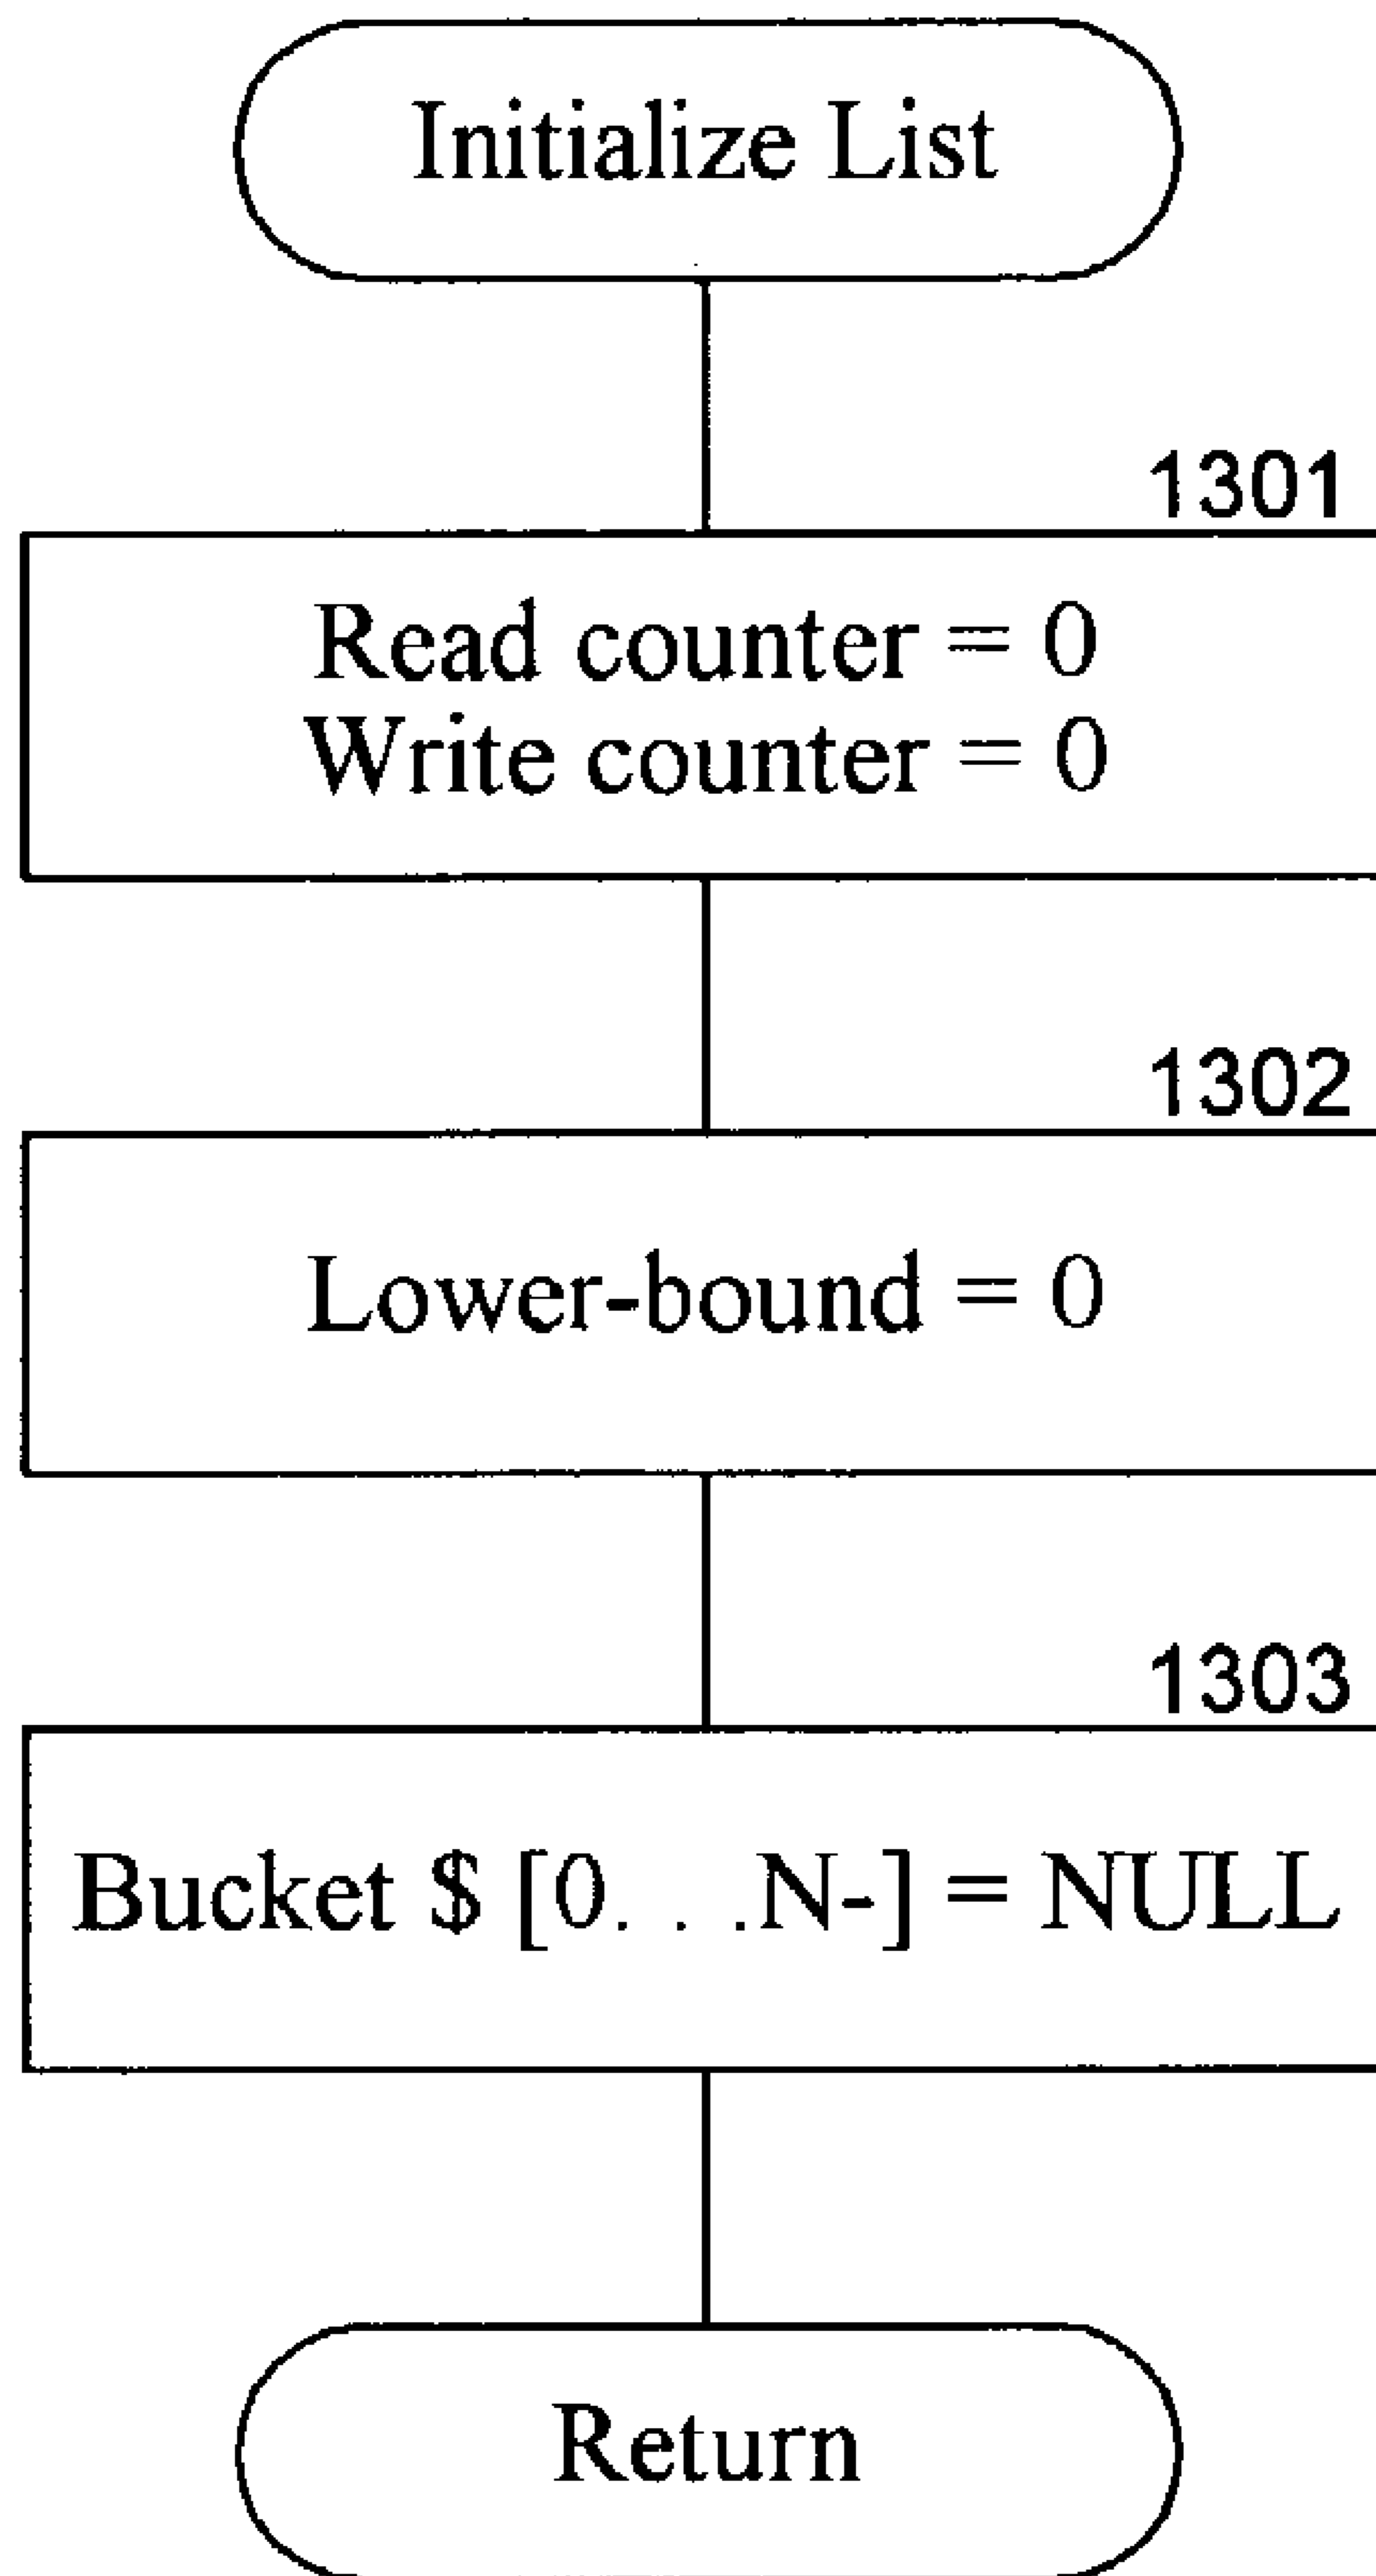 Initialize List
1301
Read counter = 0
Write counter = 0
1302
Lower-bound = 0
1303
Bucket $ [0. . .N-] = NULL
Return